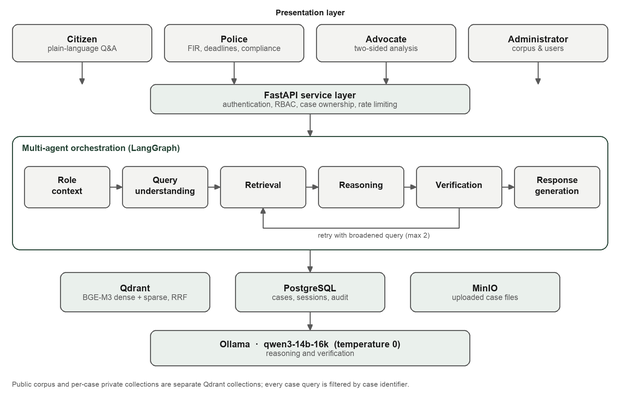 Presentation layer
Citizen
plain-language Q&A
Police
FIR, deadlines, compliance
Advocate
two-sided analysis
Administrator
corpus & users
FastAPI service layer
authentication, RBAC, case ownership, rate limiting
Multi-agent orchestration (LangGraph)
Role
context
Query
understanding
Retrieval
Reasoning
Verification
Response
generation
retry with broadened query (max 2)
Qdrant
BGE-M3 dense + sparse, RRF
PostgreSQL
cases, sessions, audit
MinIO
uploaded case files
Ollama · qwen3-14b-16k (temperature 0)
reasoning and verification
Public corpus and per-case private collections are separate Qdrant collections; every case query is filtered by case identifier.